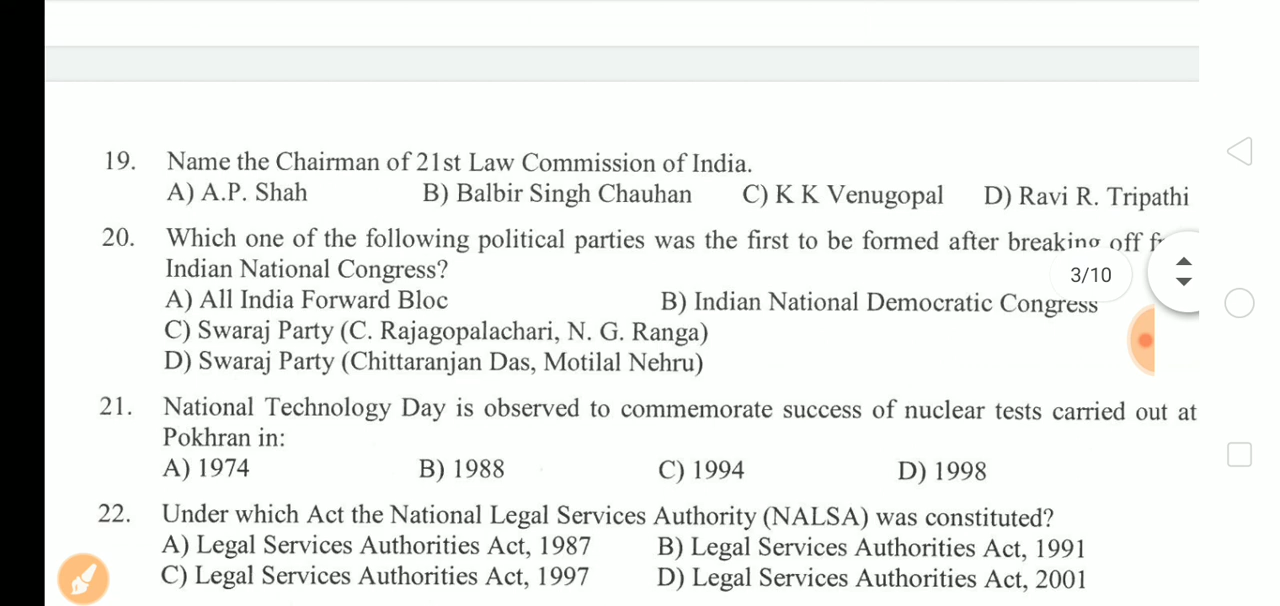 19. Name the Chairman of 21st Law Commission of India.
A) A.P. Shah B) Balbir Singh Chauhan C) K K Venugopal D) Ravi R. Tripathi
20. Which one of the following political parties was the first to be formed after breaking off
Indian National Congress?
3/10
A) All India Forward Bloc B) Indian National Democratic Congress
C) Swaraj Party (C. Rajagopalachari, N. G. Ranga)
D) Swaraj Party (Chittaranjan Das, Motilal Nehru)
21. National Technology Day is observed to commemorate success of nuclear tests carried out at
Pokhran in:
A) 1974 B) 1988 C) 1994 D) 1998
22. Under which Act the National Legal Services Authority (NALSA) was constituted?
A) Legal Services Authorities Act, 1987 B) Legal Services Authorities Act, 1991
C) Legal Services Authorities Act, 1997 D) Legal Services Authorities Act, 2001